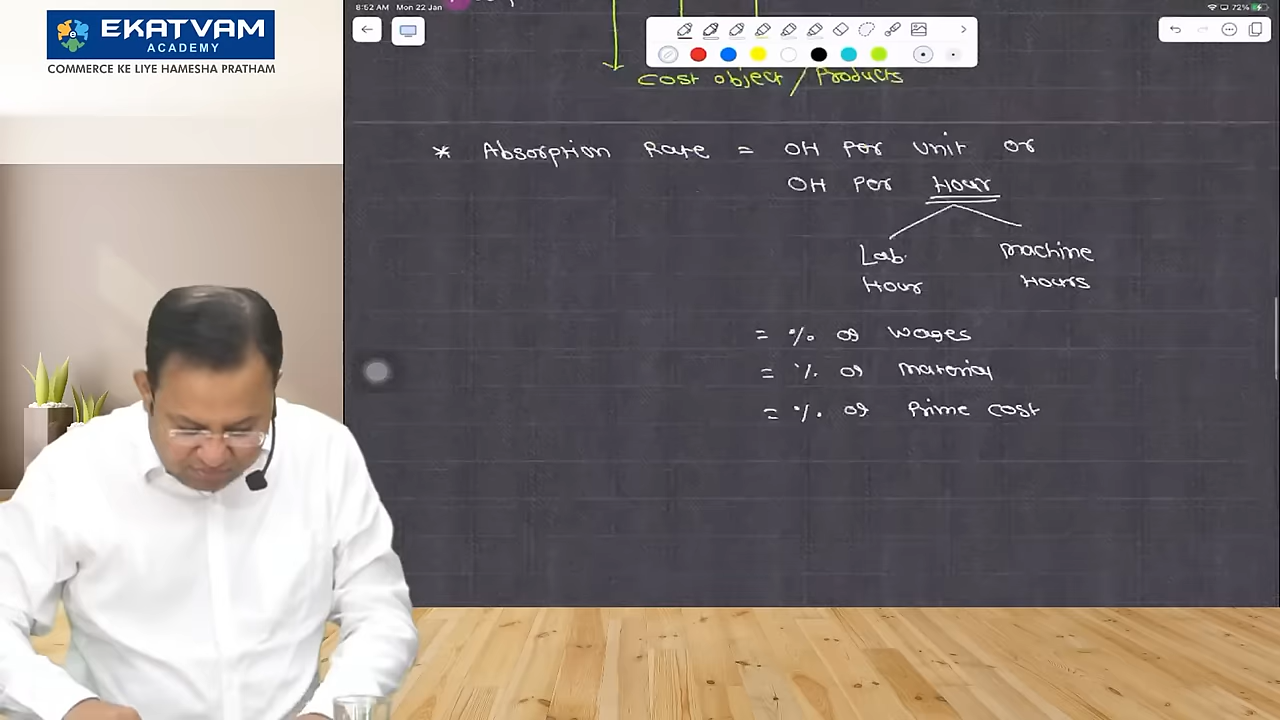 EKATVAM
ACADEMY
COMMERCE KE LIYE HAMESHA PRATHAM
8:52 AM Mon 22 Jan
72%
Cost object / Products
* Absorption Rate = OH Per Unit or
OH Per Hour
Lab. Machine
Hour Hours
= % of Wages
= % of Material
= % of Prime Cost